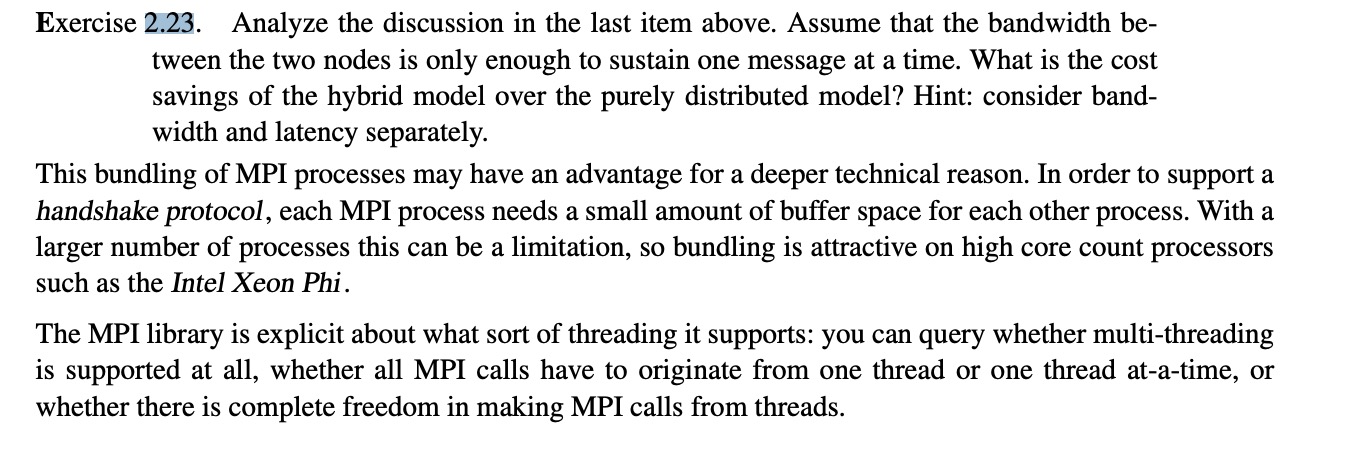 Exercise 2.23. Analyze the discussion in the last item above. Assume that the bandwidth be-
tween the two nodes is only enough to sustain one message at a time. What is the cost
savings of the hybrid model over the purely distributed model? Hint: consider band-
width and latency separately.
This bundling of MPI processes may have an advantage for a deeper technical reason. In order to support a
handshake protocol, each MPI process needs a small amount of buffer space for each other process. With a
larger number of processes this can be a limitation, so bundling is attractive on high core count processors
such as the Intel Xeon Phi.
The MPI library is explicit about what sort of threading it supports: you can query whether multi-threading
is supported at all, whether all MPI calls have to originate from one thread or one thread at-a-time, or
whether there is complete freedom in making MPI calls from threads.